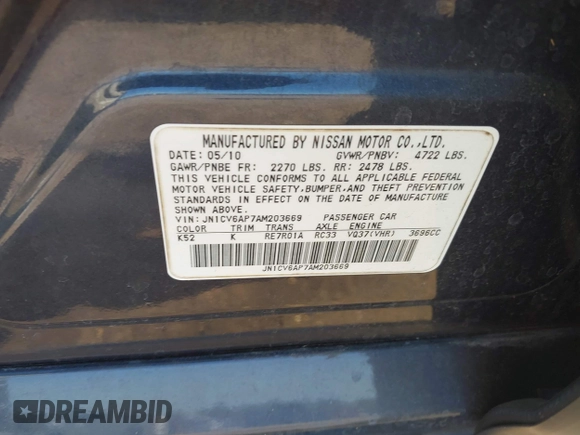 MANUFACTURED BY NISSAN MOTOR CO.,LTD.
DATE: 05/10 GVWR/PNBV: 4722 LBS.
GAWR/PNBE FR: 2270 LBS. RR: 2478 LBS.
THIS VEHICLE CONFORMS TO ALL APPLICABLE FEDERAL
MOTOR VEHICLE SAFETY,BUMPER,AND THEFT PREVENTION
STANDARDS IN EFFECT ON THE DATE OF MANUFACTURE
SHOWN ABOVE.
VIN: JN1CV6AP7AM203669 PASSENGER CAR
COLOR TRIM TRANS AXLE ENGINE
K52 K RE7R01A RC33 VQ37(VHR) 3696CC
JN1CV6AP7AM203669
DREAMBID